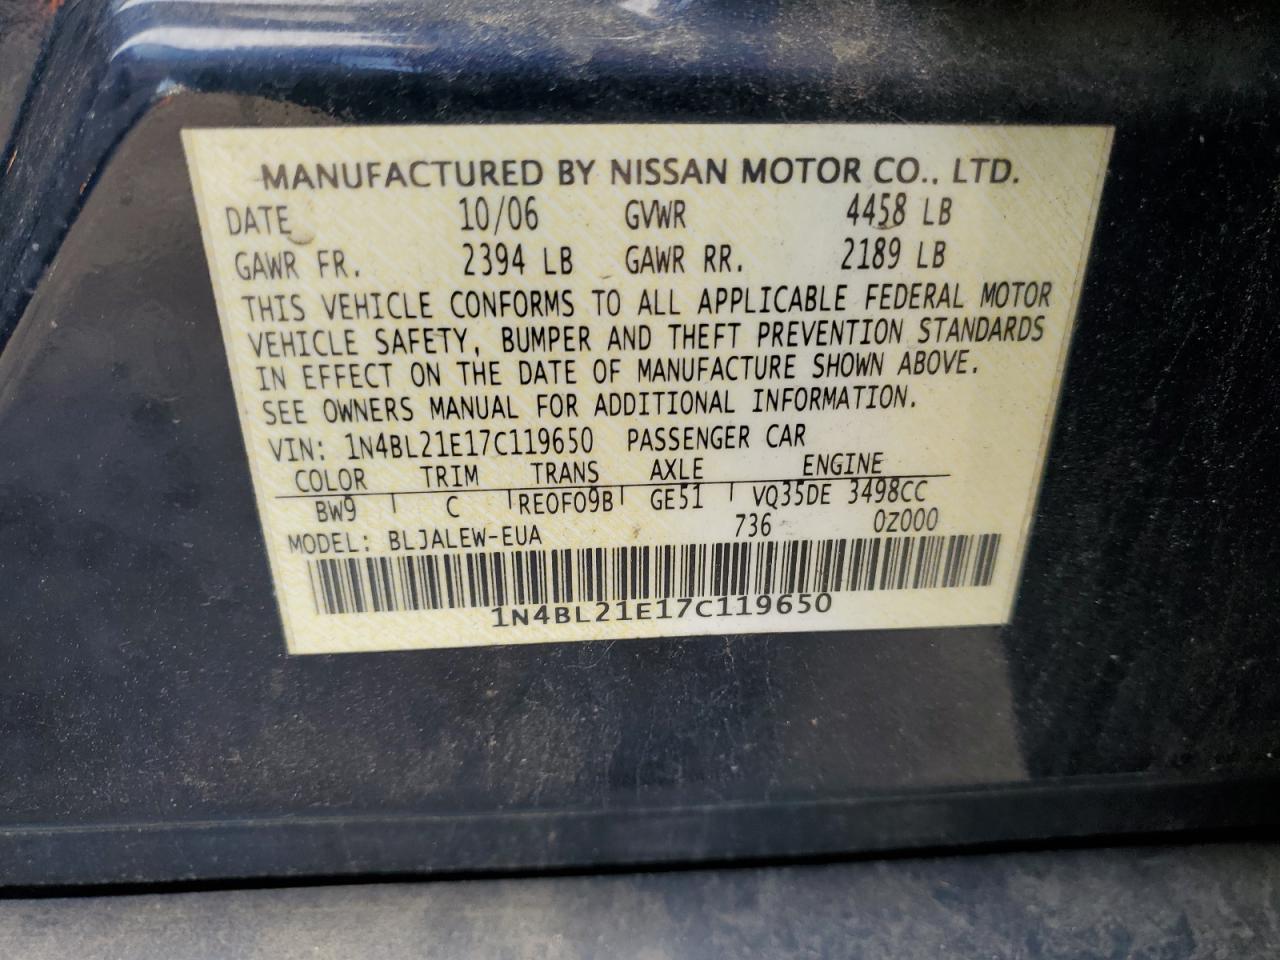 MANUFACTURED BY NISSAN MOTOR CO., LTD.
DATE 10/06 GVWR 4458 LB
GAWR FR. 2394 LB GAWR RR. 2189 LB
THIS VEHICLE CONFORMS TO ALL APPLICABLE FEDERAL MOTOR
VEHICLE SAFETY, BUMPER AND THEFT PREVENTION STANDARDS
IN EFFECT ON THE DATE OF MANUFACTURE SHOWN ABOVE.
SEE OWNERS MANUAL FOR ADDITIONAL INFORMATION.
VIN: 1N4BL21E17C119650 PASSENGER CAR
COLOR TRIM TRANS AXLE ENGINE
BW9 C REOFO9B GE51 VQ35DE 3498CC
736 0Z000
MODEL: BLJALEW-EUA
1N4BL21E17C119650